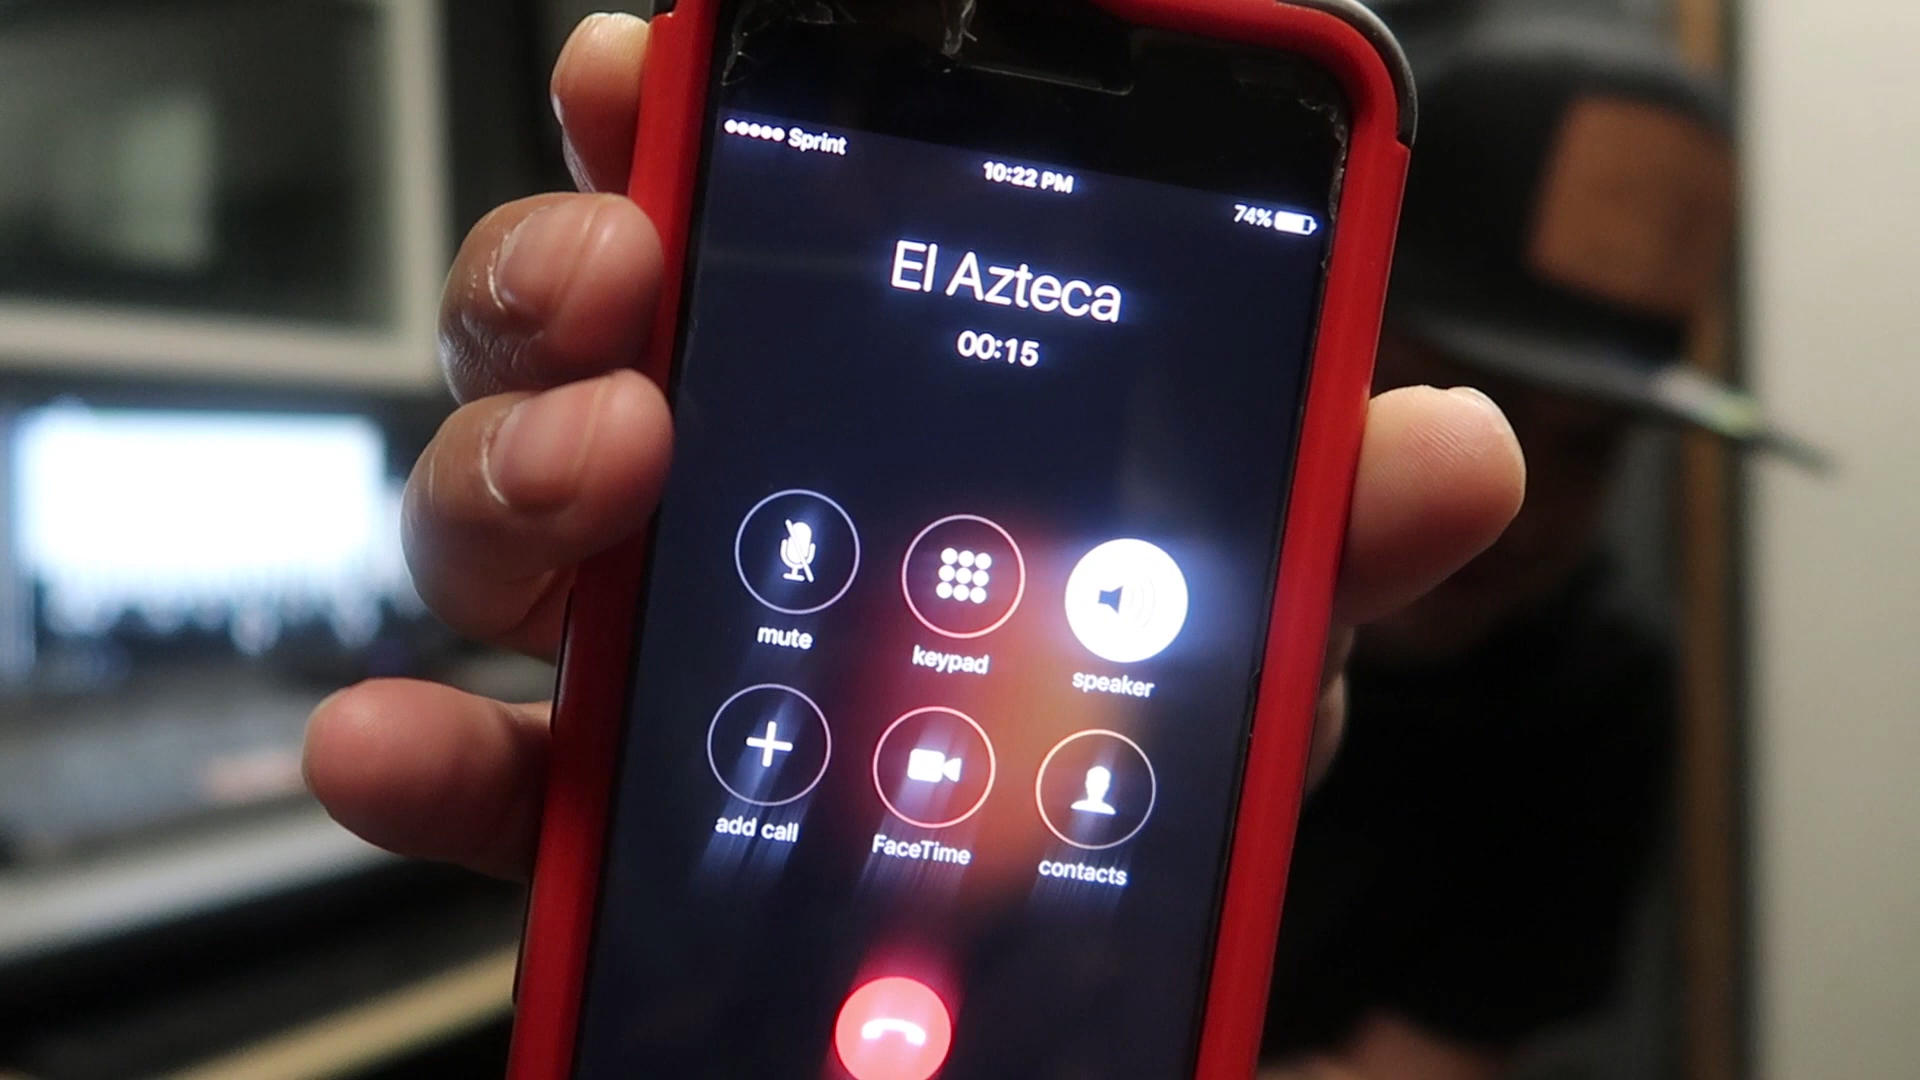 Sprint
10:22 PM
74%
El Azteca
00:15
mute
keypad
speaker
add call
FaceTime
contacts